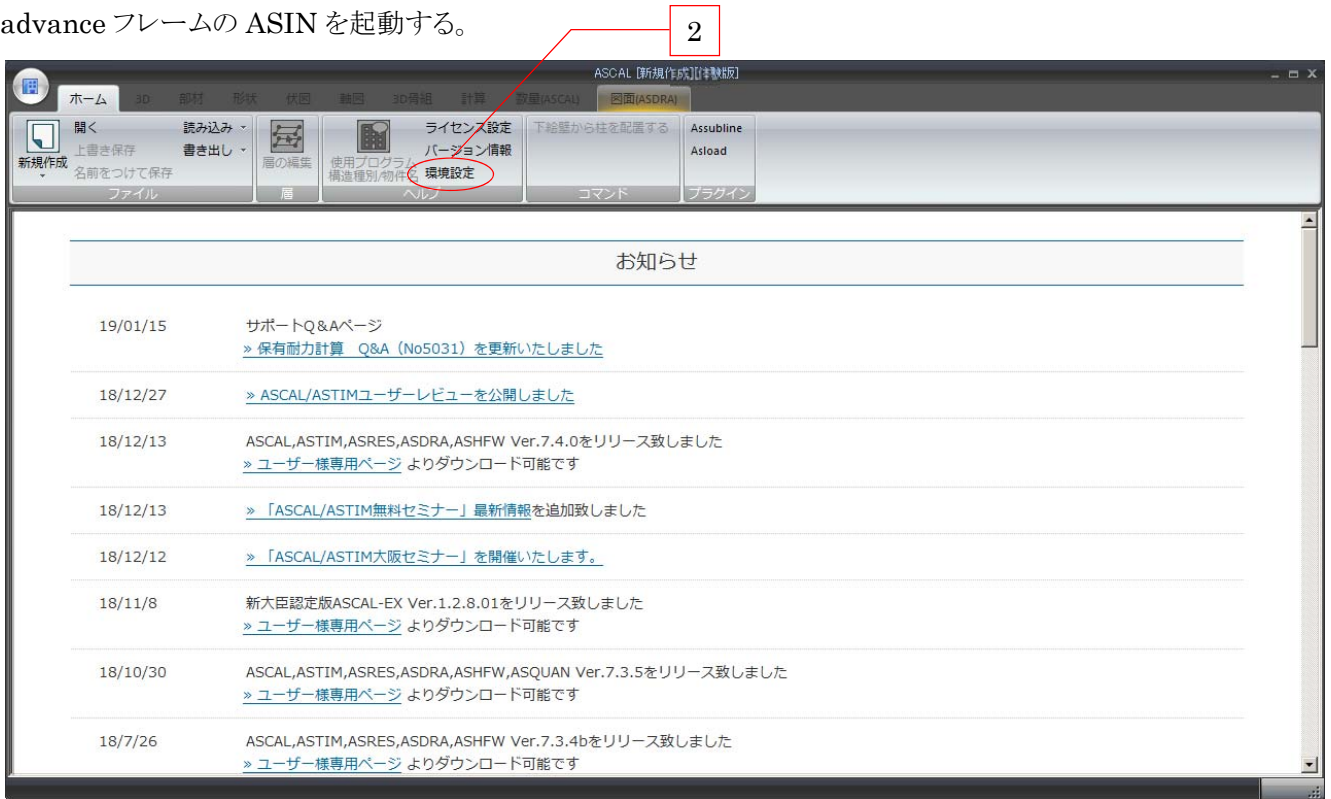 advance フレームの ASIN を起動する。
2
ASCAL [新規作成][体験版]
ホーム 3D 部材 形状 伏図 軸図 3D骨組 計算 数量(ASCAL) 図面(ASDRA)
新規作成
開く
上書き保存
名前をつけて保存
読み込み
書き出し
ファイル
層の編集
層
使用プログラム
構造種別/物件名
ライセンス設定
バージョン情報
環境設定
ヘルプ
下絵壁から柱を配置する
コマンド
Assubline
Asload
プラグイン
お知らせ
19/01/15 サポートQ&Aページ
» 保有耐力計算 Q&A（No5031）を更新いたしました
18/12/27 » ASCAL/ASTIMユーザーレビューを公開しました
18/12/13 ASCAL,ASTIM,ASRES,ASDRA,ASHFW Ver.7.4.0をリリース致しました
» ユーザー様専用ページ よりダウンロード可能です
18/12/13 » 「ASCAL/ASTIM無料セミナー」最新情報を追加致しました
18/12/12 » 「ASCAL/ASTIM大阪セミナー」を開催いたします。
18/11/8 新大臣認定版ASCAL-EX Ver.1.2.8.01をリリース致しました
» ユーザー様専用ページ よりダウンロード可能です
18/10/30 ASCAL,ASTIM,ASRES,ASDRA,ASHFW,ASQUAN Ver.7.3.5をリリース致しました
» ユーザー様専用ページ よりダウンロード可能です
18/7/26 ASCAL,ASTIM,ASRES,ASDRA,ASHFW Ver.7.3.4bをリリース致しました
» ユーザー様専用ページ よりダウンロード可能です